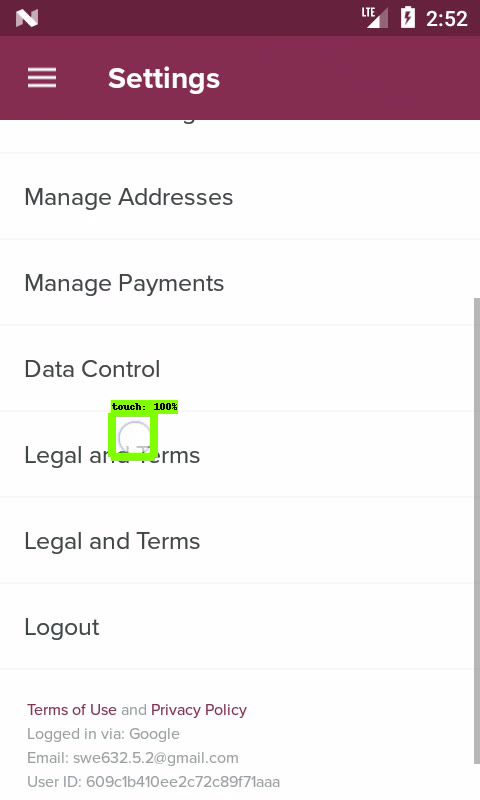 LTE 2:52
Settings
Manage Addresses
Manage Payments
Data Control
touch: 100%
Legal and Terms
Legal and Terms
Logout
Terms of Use and Privacy Policy
Logged in via: Google
Email: swe632.5.2@gmail.com
User ID: 609c1b410ee2c72c89f71aaa